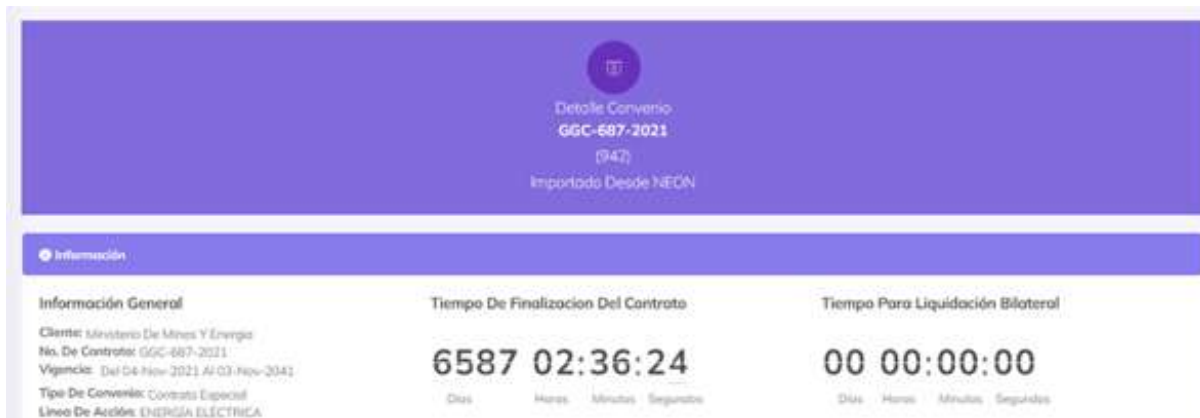 Detalle Convenio
GGC-687-2021
(942)
Importado Desde NEON
Información
Información General
Cliente: Ministerio De Minas Y Energia
No. De Contrato: GGC-687-2021
Vigencia: Del 04-Nov-2021 Al 03-Nov-2041
Tipo De Convenio: Contrato Especial
Linea De Acción: ENERGÍA ELÉCTRICA
Tiempo De Finalizacion Del Contrato
6587 02:36:24
Días Horas Minutos Segundos
Tiempo Para Liquidación Bilateral
00 00:00:00
Días Horas Minutos Segundos